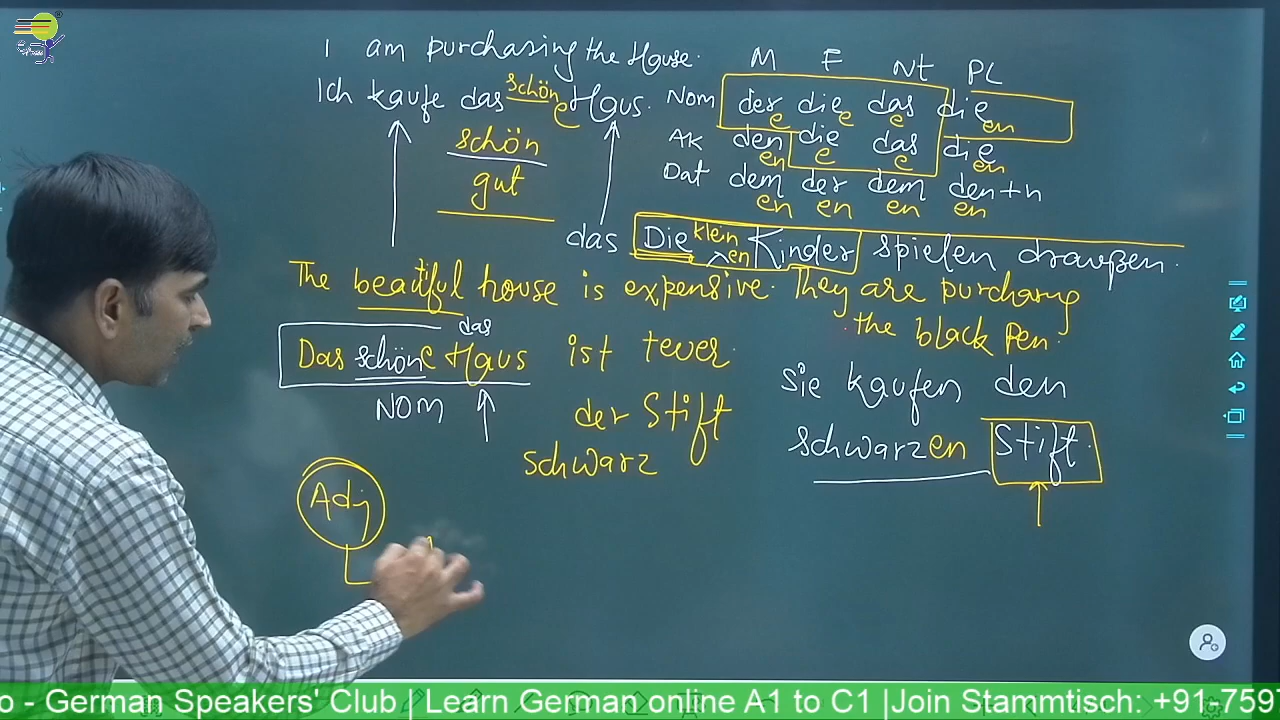 I am purchasing the House.
Ich kaufe das schöne Haus.
schön
gut
M F Nt PL
Nom der e die e das e die en
Ak den en die e das e die en
Dat dem en der en dem en den+n en
das Die kleinen Kinder spielen draußen.
The beautiful house is expensive.
They are purchasing
the black Pen.
das
Das schöne Haus ist teuer.
NOM
der Stift
schwarz
Sie kaufen den
schwarzen Stift.
Adj
o - German Speakers' Club | Learn German online A1 to C1 |Join Stammtisch: +91-7597